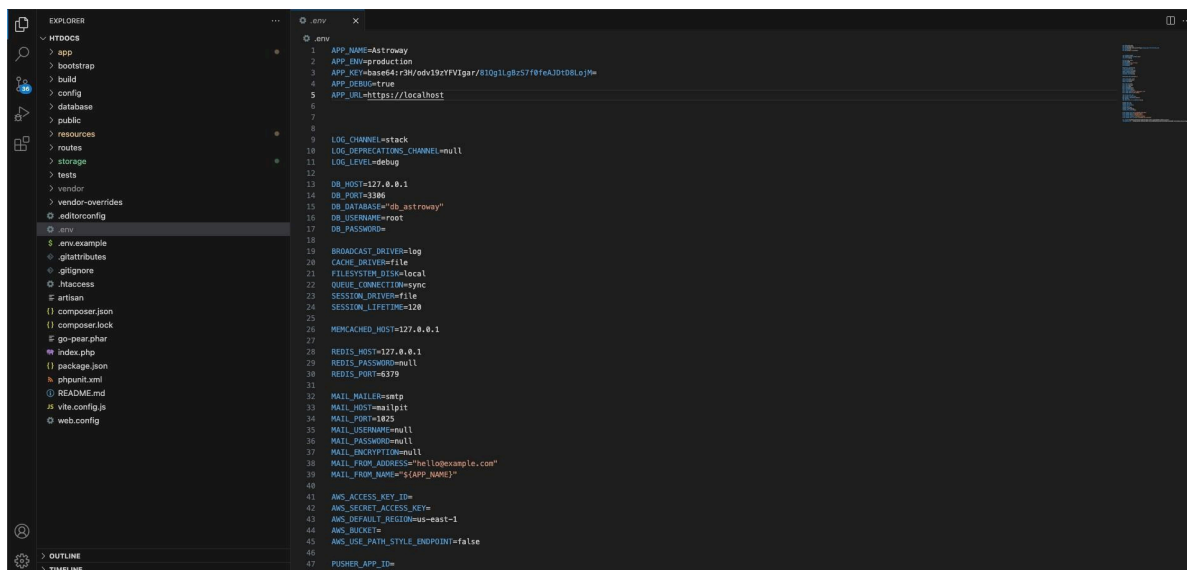 EXPLORER
HTDOCS
app
bootstrap
build
config
database
public
resources
routes
storage
tests
vendor
vendor-overrides
.editorconfig
.env
.env.example
.gitattributes
.gitignore
.htaccess
artisan
composer.json
composer.lock
go-pear.phar
index.php
package.json
phpunit.xml
README.md
vite.config.js
web.config
OUTLINE
TIMELINE
36
.env
.env
1 APP_NAME=Astroway
2 APP_ENV=production
3 APP_KEY=base64:r3H/odv19zYFVIgar/81Qg1LgBzS7f0feAJDtD8LojM=
4 APP_DEBUG=true
5 APP_URL=https://localhost
6
7
8
9 LOG_CHANNEL=stack
10 LOG_DEPRECATIONS_CHANNEL=null
11 LOG_LEVEL=debug
12
13 DB_HOST=127.0.0.1
14 DB_PORT=3306
15 DB_DATABASE="db_astroway"
16 DB_USERNAME=root
17 DB_PASSWORD=
18
19 BROADCAST_DRIVER=log
20 CACHE_DRIVER=file
21 FILESYSTEM_DISK=local
22 QUEUE_CONNECTION=sync
23 SESSION_DRIVER=file
24 SESSION_LIFETIME=120
25
26 MEMCACHED_HOST=127.0.0.1
27
28 REDIS_HOST=127.0.0.1
29 REDIS_PASSWORD=null
30 REDIS_PORT=6379
31
32 MAIL_MAILER=smtp
33 MAIL_HOST=mailpit
34 MAIL_PORT=1025
35 MAIL_USERNAME=null
36 MAIL_PASSWORD=null
37 MAIL_ENCRYPTION=null
38 MAIL_FROM_ADDRESS="hello@example.com"
39 MAIL_FROM_NAME="${APP_NAME}"
40
41 AWS_ACCESS_KEY_ID=
42 AWS_SECRET_ACCESS_KEY=
43 AWS_DEFAULT_REGION=us-east-1
44 AWS_BUCKET=
45 AWS_USE_PATH_STYLE_ENDPOINT=false
46
47 PUSHER_APP_ID=